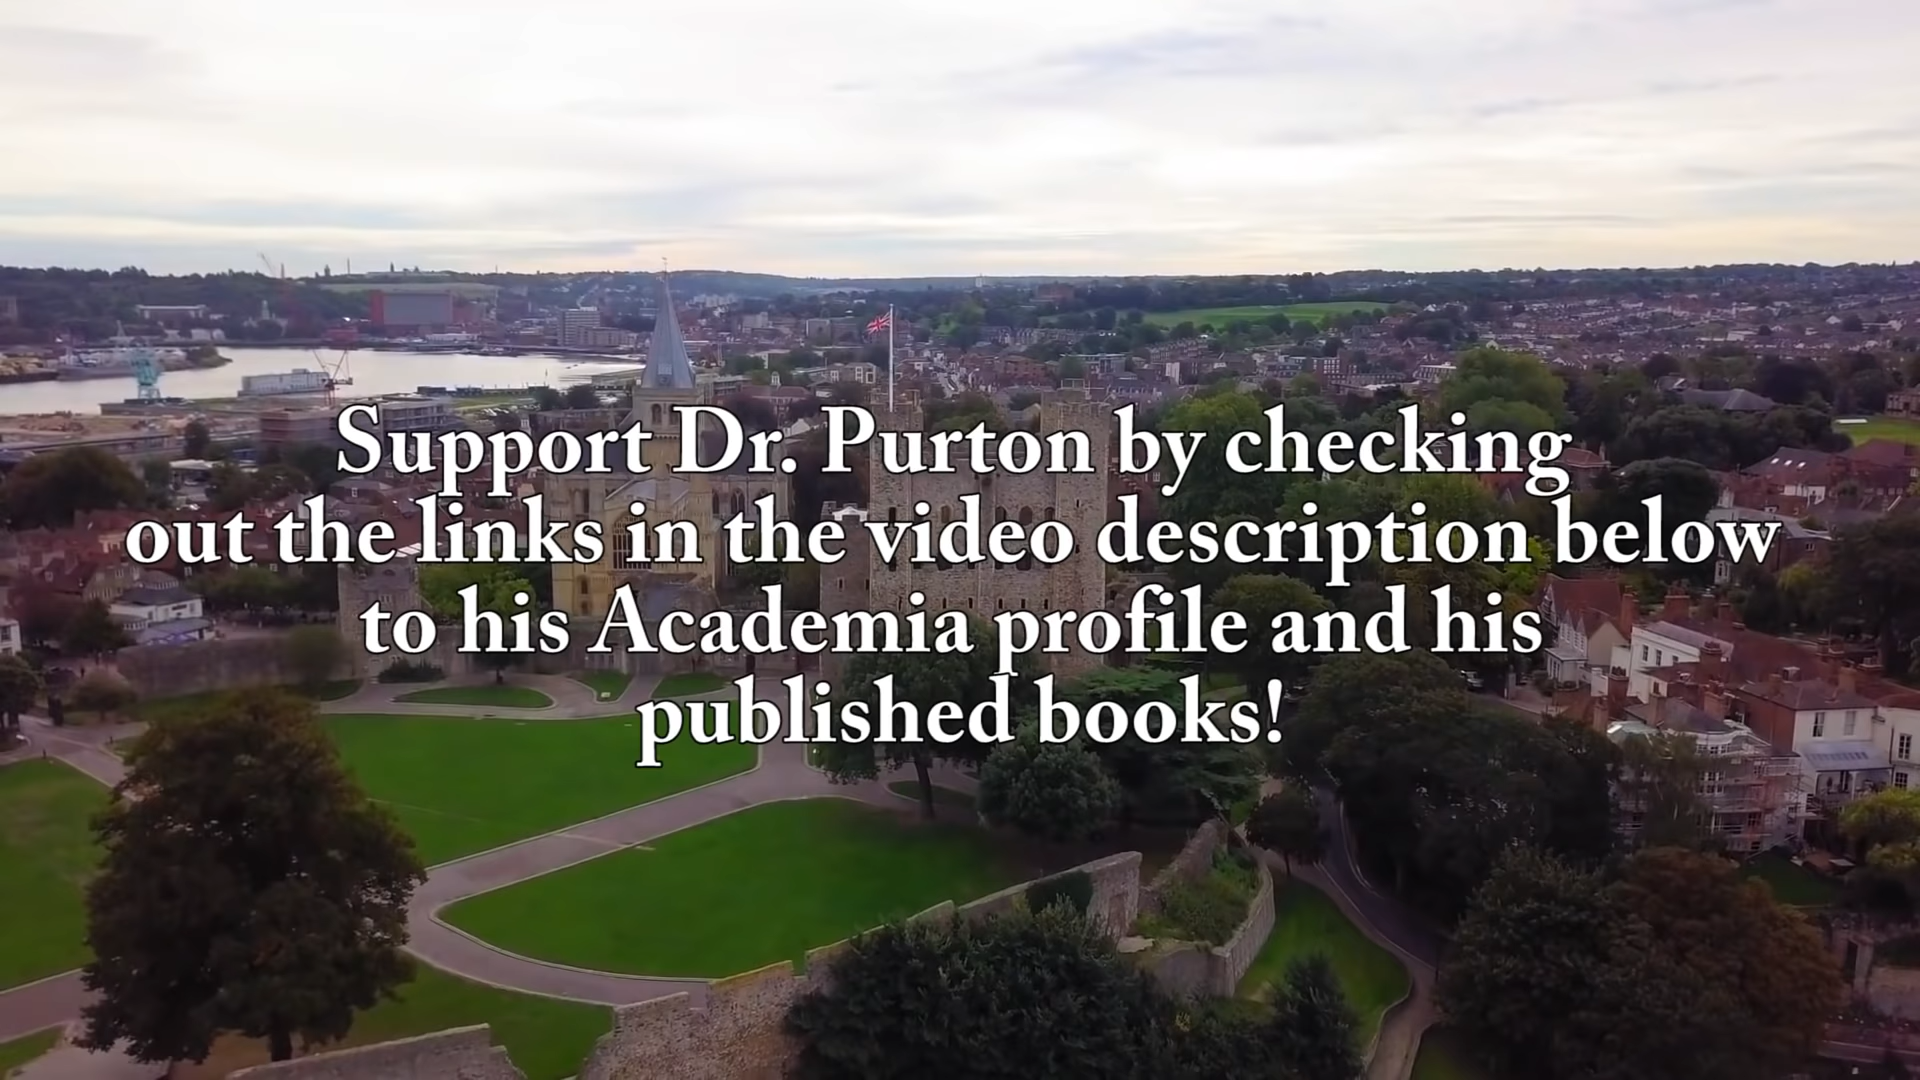 Support Dr. Purton by checking
out the links in the video description below
to his Academia profile and his
published books!